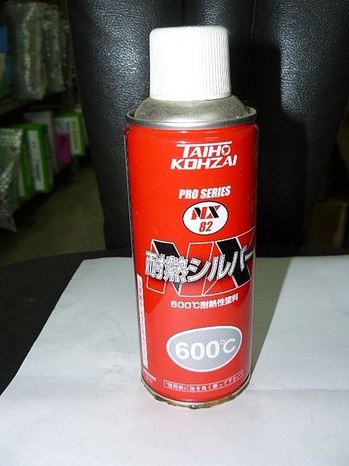 TAIHO
KOHZAI
PRO SERIES
NX
82
NX
耐熱シルバー
600℃耐熱性塗料
600℃